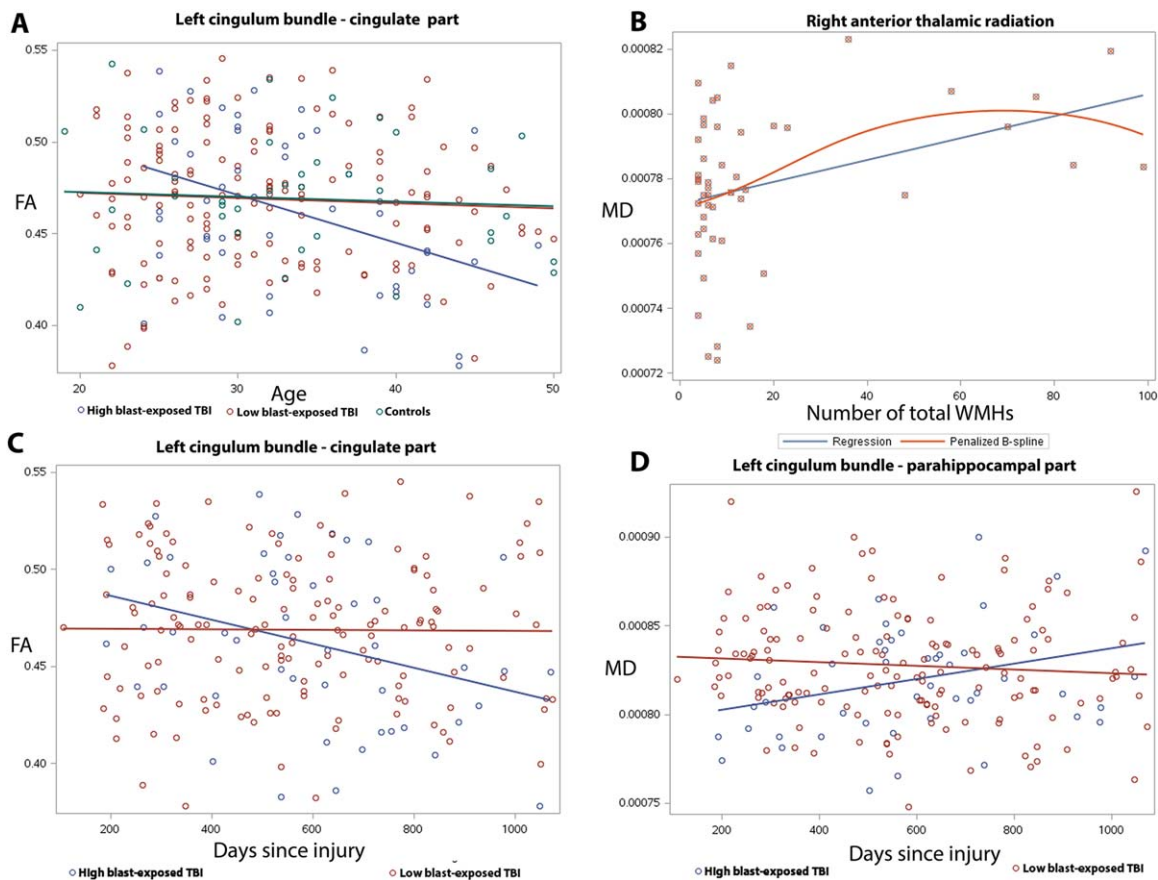 A
Left cingulum bundle - cingulate part
0.55
0.50
FA
0.45
0.40
20 30 40 50
Age
High blast-exposed TBI Low blast-exposed TBI Controls
B
Right anterior thalamic radiation
0.00082
0.00080
0.00078
MD
0.00076
0.00074
0.00072
0 20 40 60 80 100
Number of total WMHs
Regression Penalized B-spline
C
Left cingulum bundle - cingulate part
0.55
0.50
FA
0.45
0.40
200 400 600 800 1000
Days since injury
HIgh blast-exposed TBI Low blast-exposed TBI
D
Left cingulum bundle - parahippocampal part
0.00090
0.00085
MD
0.00080
0.00075
200 400 600 800 1000
Days since injury
HIgh blast-exposed TBI Low blast-exposed TBI